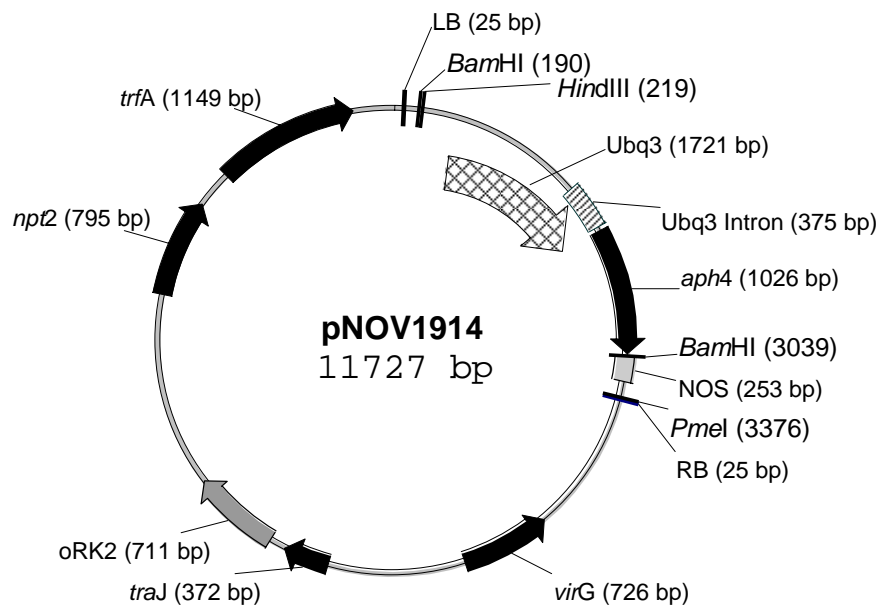 LB (25 bp)
BamHI (190)
HindIII (219)
trfA (1149 bp)
Ubq3 (1721 bp)
npt2 (795 bp)
Ubq3 Intron (375 bp)
aph4 (1026 bp)
pNOV1914
11727 bp
BamHI (3039)
NOS (253 bp)
PmeI (3376)
RB (25 bp)
oRK2 (711 bp)
traJ (372 bp)
virG (726 bp)